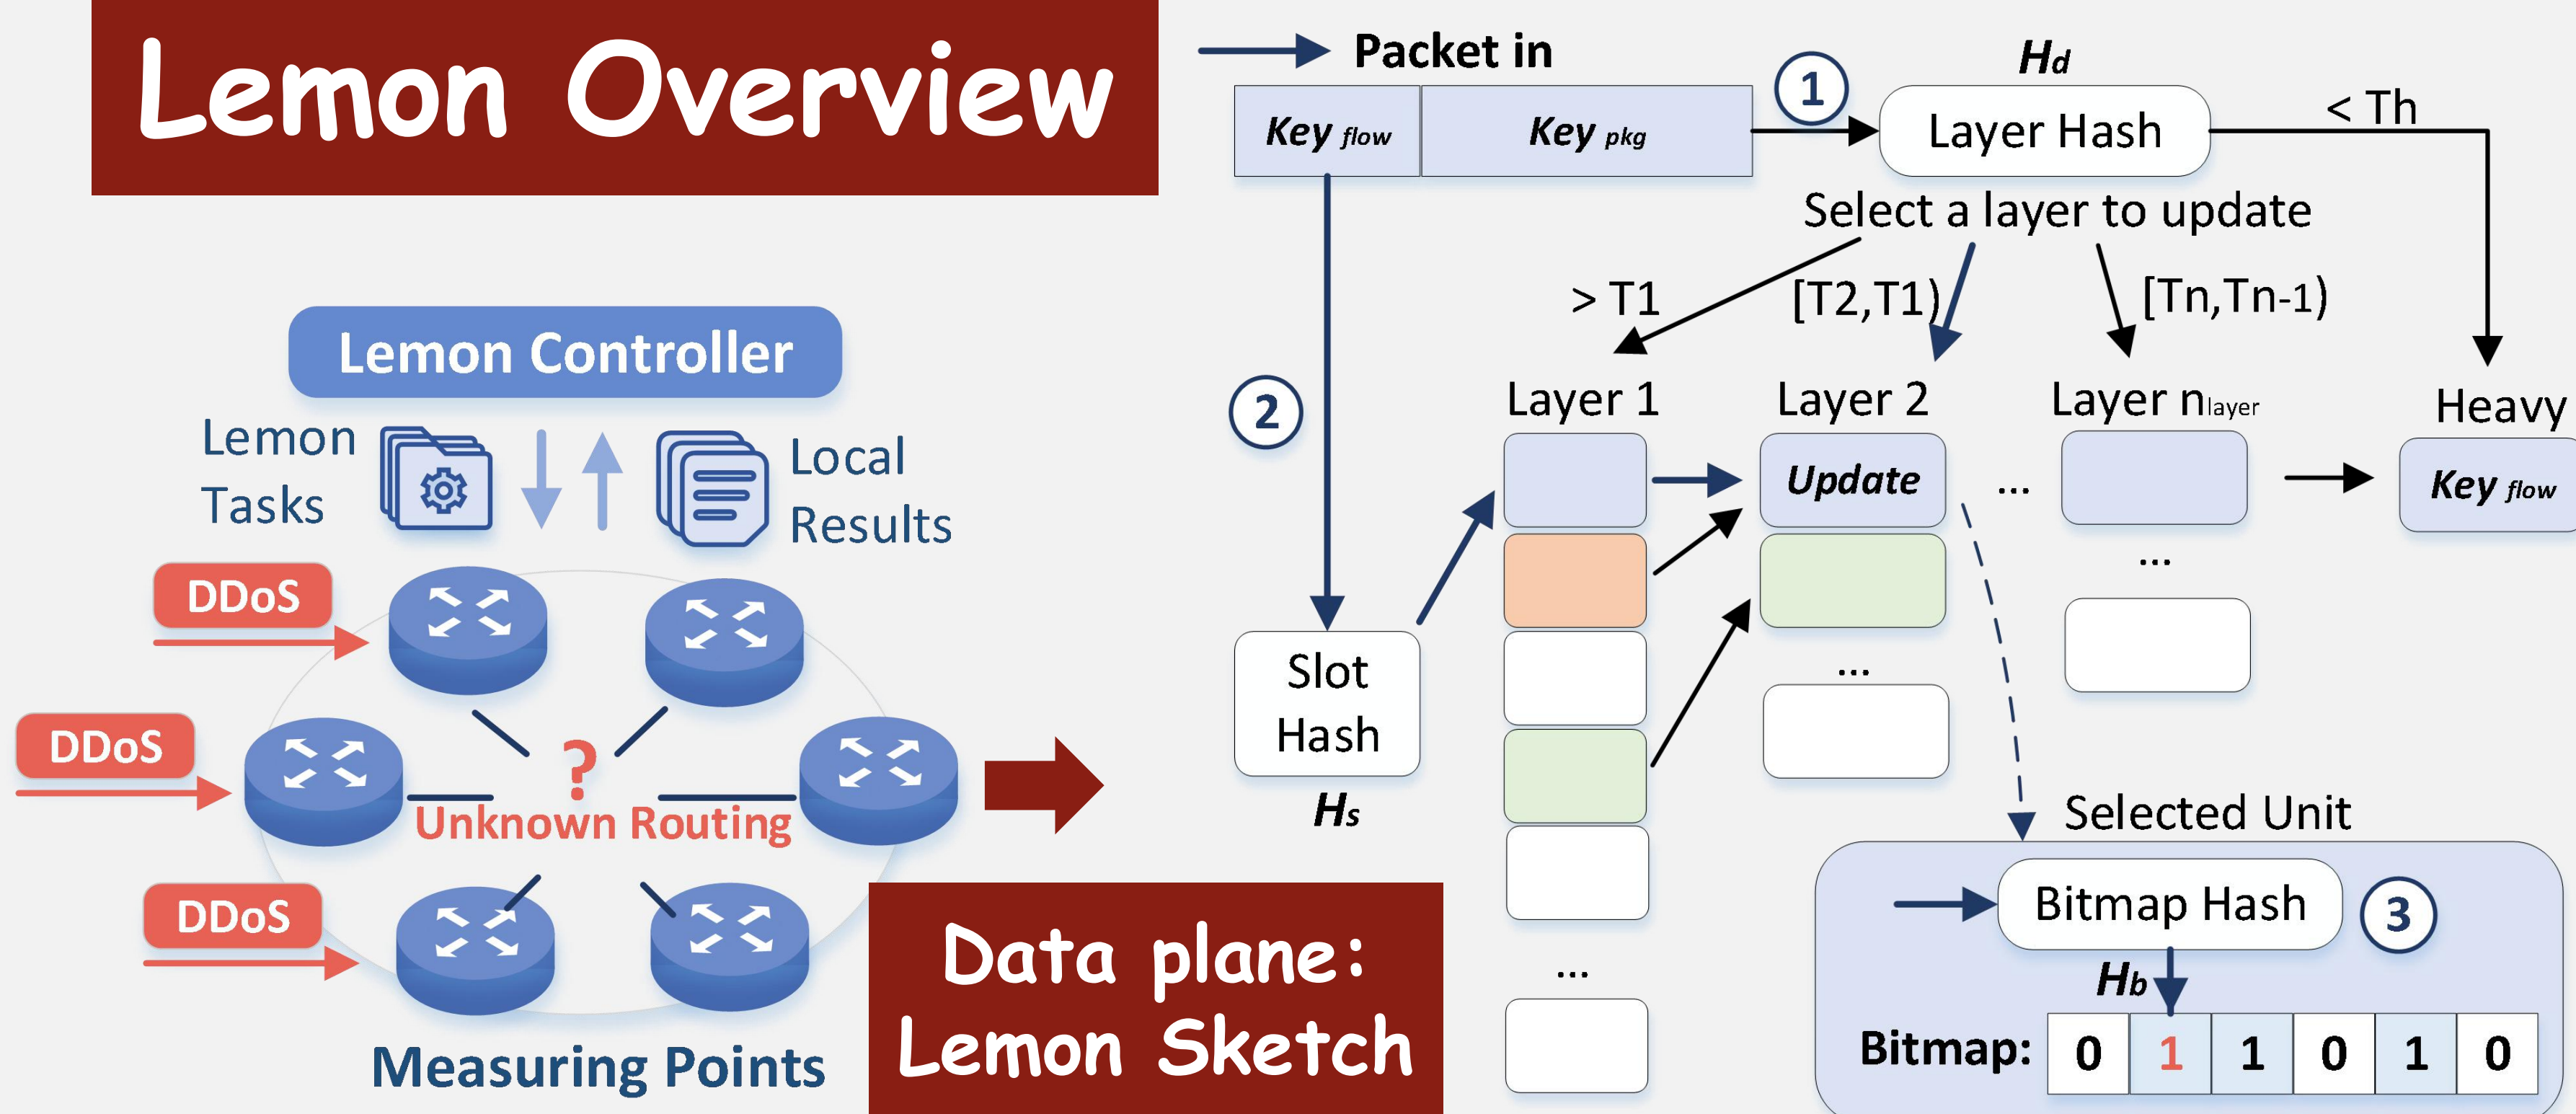 Lemon Overview
Lemon Controller
Lemon
Tasks
Local
Results
DDoS
DDoS
DDoS
?
Unknown Routing
Measuring Points
Data plane:
Lemon Sketch
Packet in
Key flow
Key pkg
1
Hd
Layer Hash
< Th
Select a layer to update
> T1
[T2,T1)
[Tn,Tn-1)
2
Layer 1
Layer 2
Layer nlayer
Heavy
Update
...
Key flow
...
...
Slot
Hash
Hs
...
Selected Unit
Bitmap Hash
3
Hb
Bitmap: 0 1 1 0 1 0